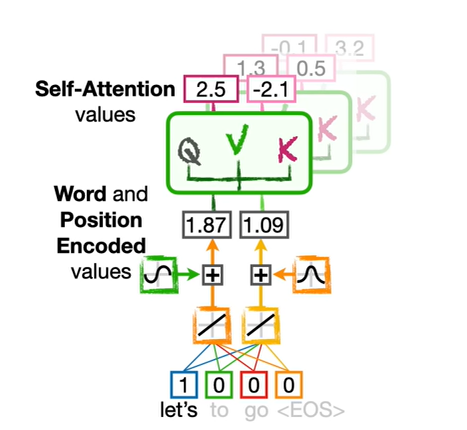 -0.1 3.2
1.3 0.5
Self-Attention 2.5 -2.1
values
Q V K K K
Word and
Position 1.87 1.09
Encoded
values + +
1 0 0 0
let's to go <EOS>